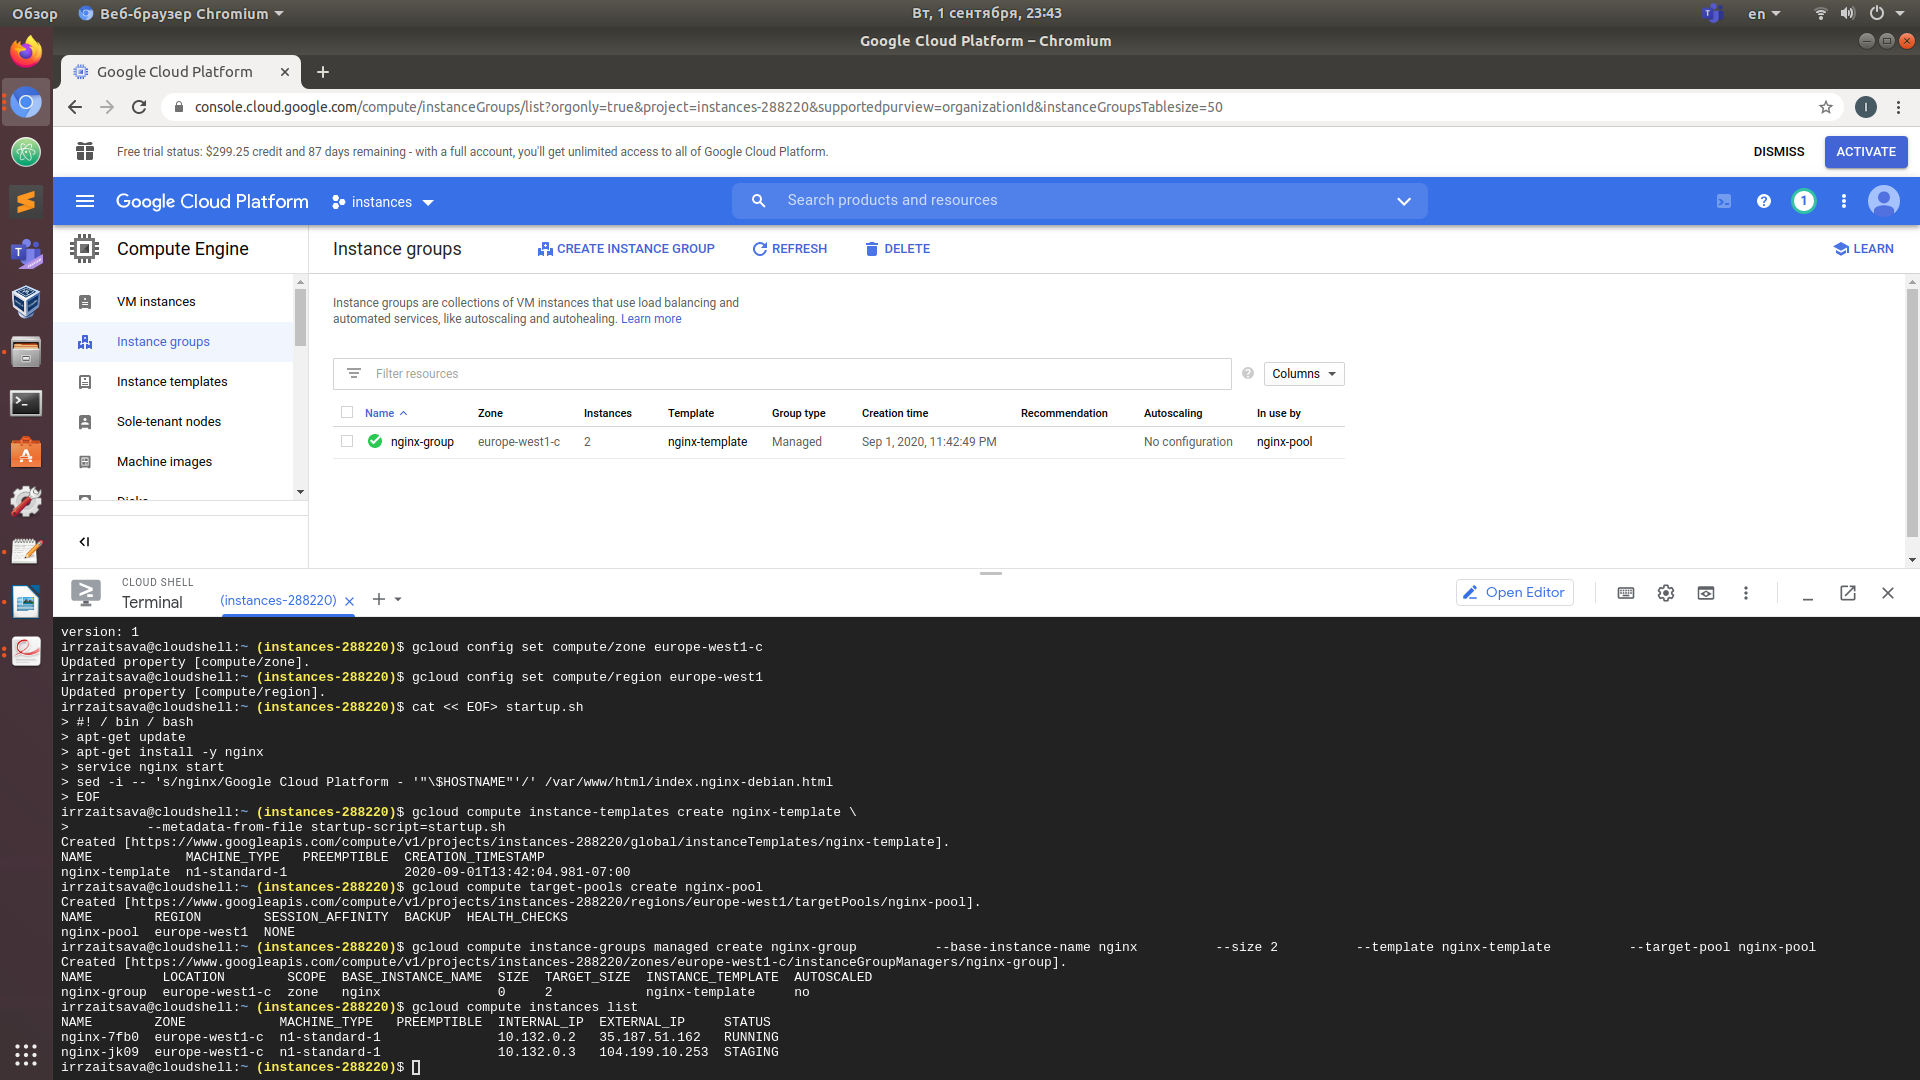 Обзор
Веб-браузер Chromium
Вт, 1 сентября, 23:43
en
Google Cloud Platform – Chromium
Google Cloud Platform
console.cloud.google.com/compute/instanceGroups/list?orgonly=true&project=instances-288220&supportedpurview=organizationId&instanceGroupsTablesize=50
I
Free trial status: $299.25 credit and 87 days remaining - with a full account, you'll get unlimited access to all of Google Cloud Platform.
DISMISS
ACTIVATE
Google Cloud Platform
instances
Search products and resources
1
Compute Engine
Instance groups
CREATE INSTANCE GROUP
REFRESH
DELETE
LEARN
VM instances
Instance groups
Instance templates
Sole-tenant nodes
Machine images
Disks
Instance groups are collections of VM instances that use load balancing and
automated services, like autoscaling and autohealing. Learn more
Filter resources
Columns
Name Zone Instances Template Group type Creation time Recommendation Autoscaling In use by
nginx-group europe-west1-c 2 nginx-template Managed Sep 1, 2020, 11:42:49 PM No configuration nginx-pool
CLOUD SHELL
Terminal
(instances-288220)
Open Editor
version: 1
irrzaitsava@cloudshell:~ (instances-288220)$ gcloud config set compute/zone europe-west1-c
Updated property [compute/zone].
irrzaitsava@cloudshell:~ (instances-288220)$ gcloud config set compute/region europe-west1
Updated property [compute/region].
irrzaitsava@cloudshell:~ (instances-288220)$ cat << EOF> startup.sh
> #! / bin / bash
> apt-get update
> apt-get install -y nginx
> service nginx start
> sed -i -- 's/nginx/Google Cloud Platform - '"\$HOSTNAME"'/' /var/www/html/index.nginx-debian.html
> EOF
irrzaitsava@cloudshell:~ (instances-288220)$ gcloud compute instance-templates create nginx-template \
>          --metadata-from-file startup-script=startup.sh
Created [https://www.googleapis.com/compute/v1/projects/instances-288220/global/instanceTemplates/nginx-template].
NAME            MACHINE_TYPE   PREEMPTIBLE  CREATION_TIMESTAMP
nginx-template  n1-standard-1               2020-09-01T13:42:04.981-07:00
irrzaitsava@cloudshell:~ (instances-288220)$ gcloud compute target-pools create nginx-pool
Created [https://www.googleapis.com/compute/v1/projects/instances-288220/regions/europe-west1/targetPools/nginx-pool].
NAME        REGION        SESSION_AFFINITY  BACKUP  HEALTH_CHECKS
nginx-pool  europe-west1  NONE
irrzaitsava@cloudshell:~ (instances-288220)$ gcloud compute instance-groups managed create nginx-group          --base-instance-name nginx          --size 2          --template nginx-template          --target-pool nginx-pool
Created [https://www.googleapis.com/compute/v1/projects/instances-288220/zones/europe-west1-c/instanceGroupManagers/nginx-group].
NAME         LOCATION        SCOPE  BASE_INSTANCE_NAME  SIZE  TARGET_SIZE  INSTANCE_TEMPLATE  AUTOSCALED
nginx-group  europe-west1-c  zone   nginx               0     2            nginx-template     no
irrzaitsava@cloudshell:~ (instances-288220)$ gcloud compute instances list
NAME        ZONE            MACHINE_TYPE   PREEMPTIBLE  INTERNAL_IP  EXTERNAL_IP     STATUS
nginx-7fb0  europe-west1-c  n1-standard-1               10.132.0.2   35.187.51.162   RUNNING
nginx-jk09  europe-west1-c  n1-standard-1               10.132.0.3   104.199.10.253  STAGING
irrzaitsava@cloudshell:~ (instances-288220)$